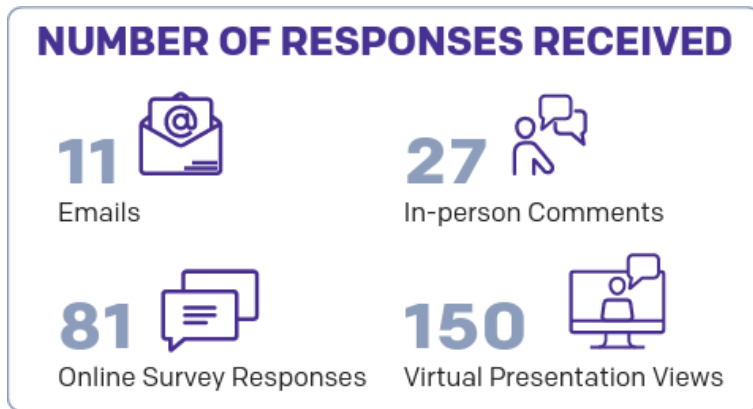 NUMBER OF RESPONSES RECEIVED
11
Emails
@
27
In-person Comments
81
Online Survey Responses
150
Virtual Presentation Views